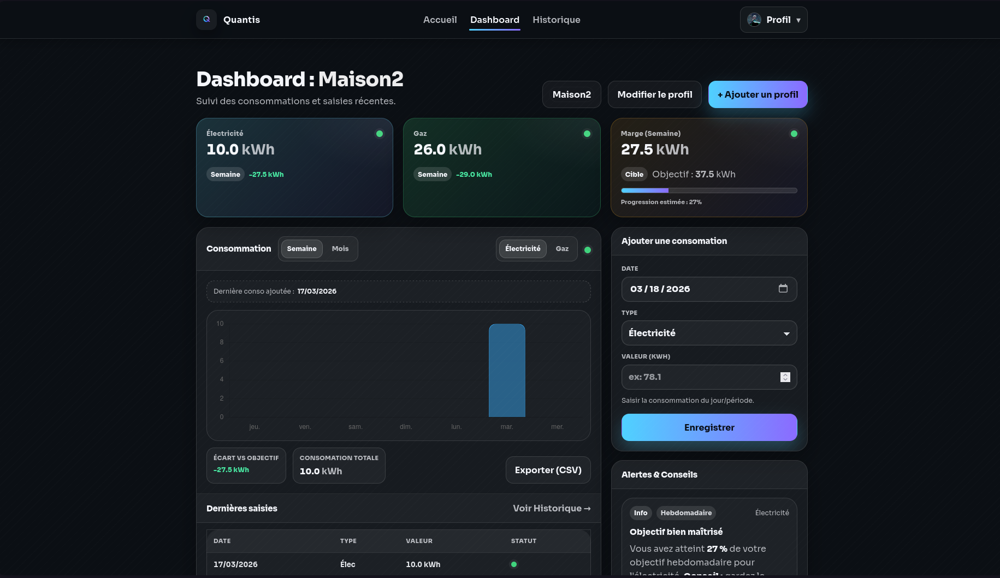 Quantis
Accueil Dashboard Historique
Profil ▾
Dashboard : Maison2
Suivi des consommations et saisies récentes.
Maison2
Modifier le profil
+ Ajouter un profil
Électricité
10.0 kWh
Semaine -27.5 kWh
Gaz
26.0 kWh
Semaine -29.0 kWh
Marge (Semaine)
27.5 kWh
Cible Objectif : 37.5 kWh
Progression estimée : 27%
Consommation
Semaine Mois
Électricité Gaz
Dernière conso ajoutée : 17/03/2026
10
8
6
4
2
0
jeu. ven. sam. dim. lun. mar. mer.
ÉCART VS OBJECTIF
-27.5 kWh
CONSOMATION TOTALE
10.0 kWh
Exporter (CSV)
Dernières saisies
Voir Historique →
DATE TYPE VALEUR STATUT
17/03/2026 Élec 10.0 kWh
Ajouter une consomation
DATE
03 / 18 / 2026
TYPE
Électricité
VALEUR (KWH)
ex: 78.1
Saisir la consommation du jour/période.
Enregistrer
Alertes & Conseils
Info Hebdomadaire Électricité
Objectif bien maîtrisé
Vous avez atteint 27 % de votre
objectif hebdomadaire pour
l'électricité. Conseil : gardez le